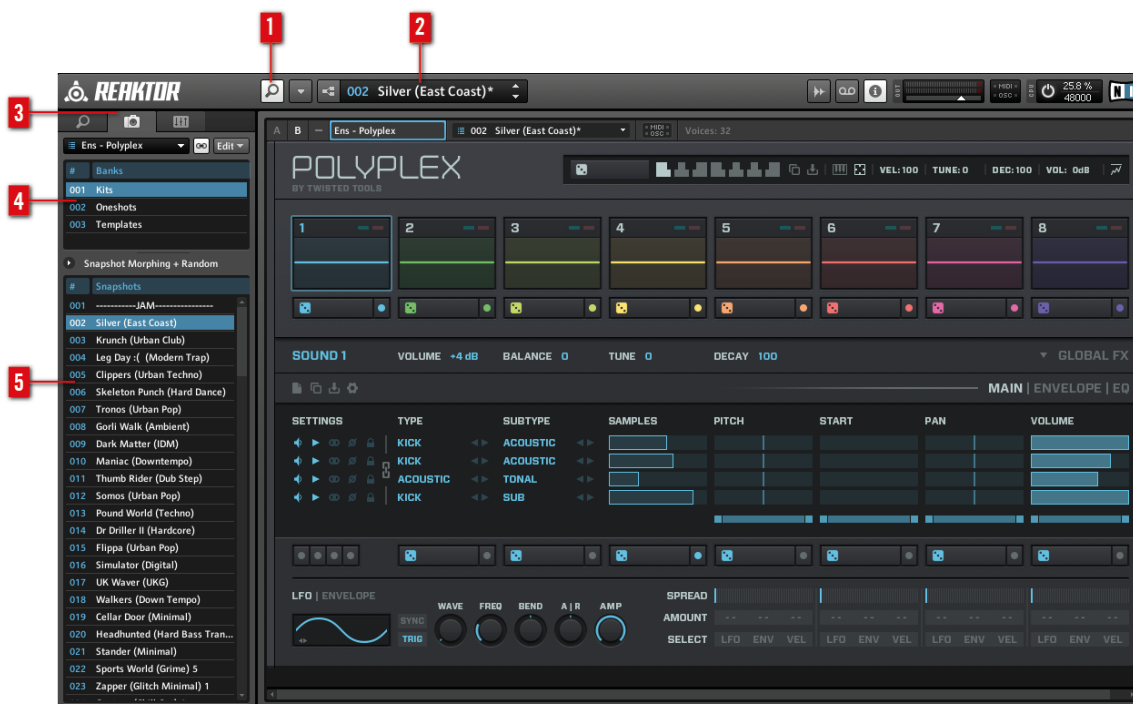 1
2
REAKTOR
002 Silver (East Coast)*
OUT
MIDI
OSC
CPU
25.8 %
48000
3
A B Ens - Polyplex 002 Silver (East Coast)* MIDI OSC Voices: 32
Ens - Polyplex Edit
# Banks
001 Kits
4
002 Oneshots
003 Templates
Snapshot Morphing + Random
# Snapshots
001 -----------JAM----------------
002 Silver (East Coast)
003 Krunch (Urban Club)
004 Leg Day :( (Modern Trap)
005 Clippers (Urban Techno)
5
006 Skeleton Punch (Hard Dance)
007 Tronos (Urban Pop)
008 Gorli Walk (Ambient)
009 Dark Matter (IDM)
010 Maniac (Downtempo)
011 Thumb Rider (Dub Step)
012 Somos (Urban Pop)
013 Pound World (Techno)
014 Dr Driller II (Hardcore)
015 Flippa (Urban Pop)
016 Simulator (Digital)
017 UK Waver (UKG)
018 Walkers (Down Tempo)
019 Cellar Door (Minimal)
020 Headhunted (Hard Bass Tran...
021 Stander (Minimal)
022 Sports World (Grime) 5
023 Zapper (Glitch Minimal) 1
POLYPLEX
BY TWISTED TOOLS
VEL: 100 TUNE: 0 DEC: 100 VOL: 0dB
1 2 3 4 5 6 7 8
SOUND 1 VOLUME +4 dB BALANCE 0 TUNE 0 DECAY 100 GLOBAL FX
MAIN | ENVELOPE | EQ
SETTINGS TYPE SUBTYPE SAMPLES PITCH START PAN VOLUME
KICK ACOUSTIC
KICK ACOUSTIC
ACOUSTIC TONAL
KICK SUB
LFO | ENVELOPE
SYNC
TRIG
WAVE FREQ BEND A|R AMP
SPREAD
AMOUNT -- -- -- -- -- -- -- -- -- -- -- --
SELECT LFO ENV VEL LFO ENV VEL LFO ENV VEL LFO ENV VEL